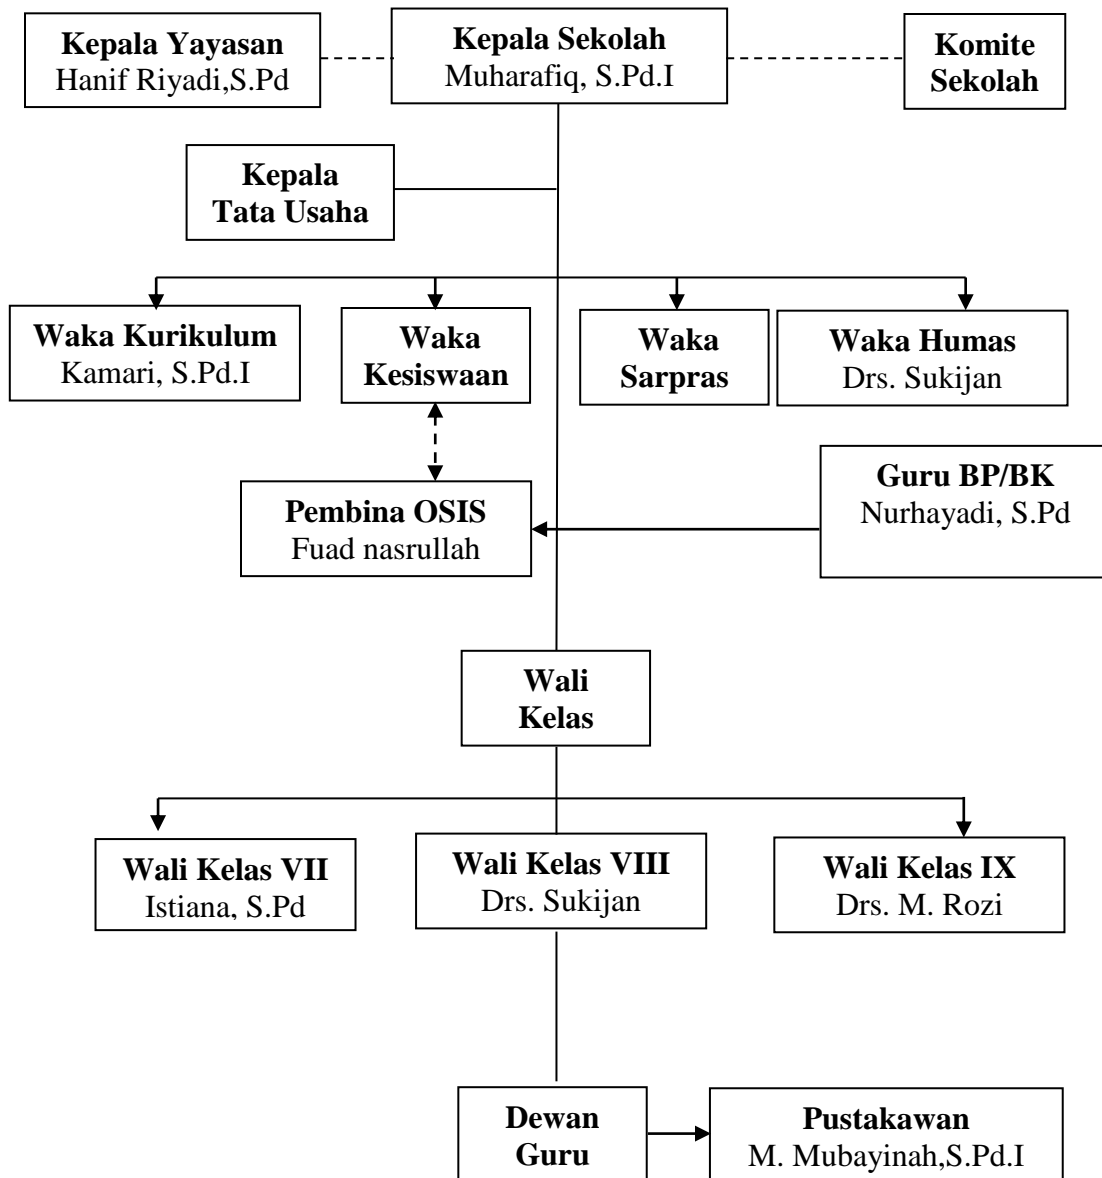 Kepala Yayasan
Hanif Riyadi,S.Pd
Kepala Sekolah
Muharafiq, S.Pd.I
Komite
Sekolah
Kepala
Tata Usaha
Waka Kurikulum
Kamari, S.Pd.I
Waka
Kesiswaan
Waka
Sarpras
Waka Humas
Drs. Sukijan
Pembina OSIS
Fuad nasrullah
Guru BP/BK
Nurhayadi, S.Pd
Wali
Kelas
Wali Kelas VII
Istiana, S.Pd
Wali Kelas VIII
Drs. Sukijan
Wali Kelas IX
Drs. M. Rozi
Dewan
Guru
Pustakawan
M. Mubayinah,S.Pd.I